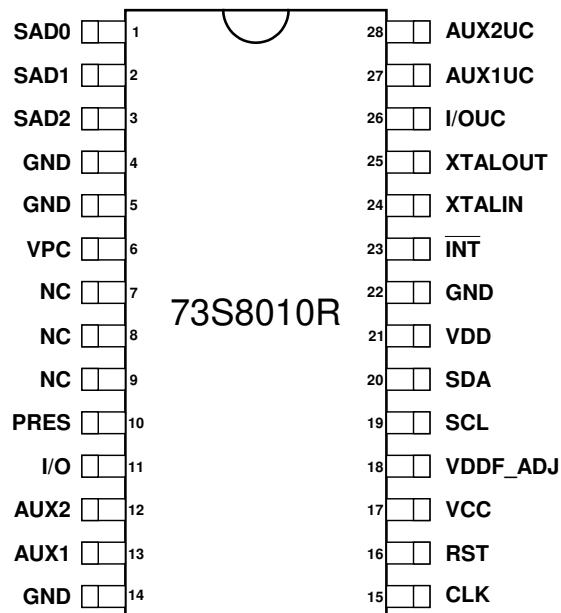 SAD0 1 28 AUX2UC
SAD1 2 27 AUX1UC
SAD2 3 26 I/OUC
GND 4 25 XTALOUT
GND 5 24 XTALIN
VPC 6 23 INT
NC 7 22 GND
73S8010R
NC 8 21 VDD
NC 9 20 SDA
PRES 10 19 SCL
I/O 11 18 VDDF_ADJ
AUX2 12 17 VCC
AUX1 13 16 RST
GND 14 15 CLK